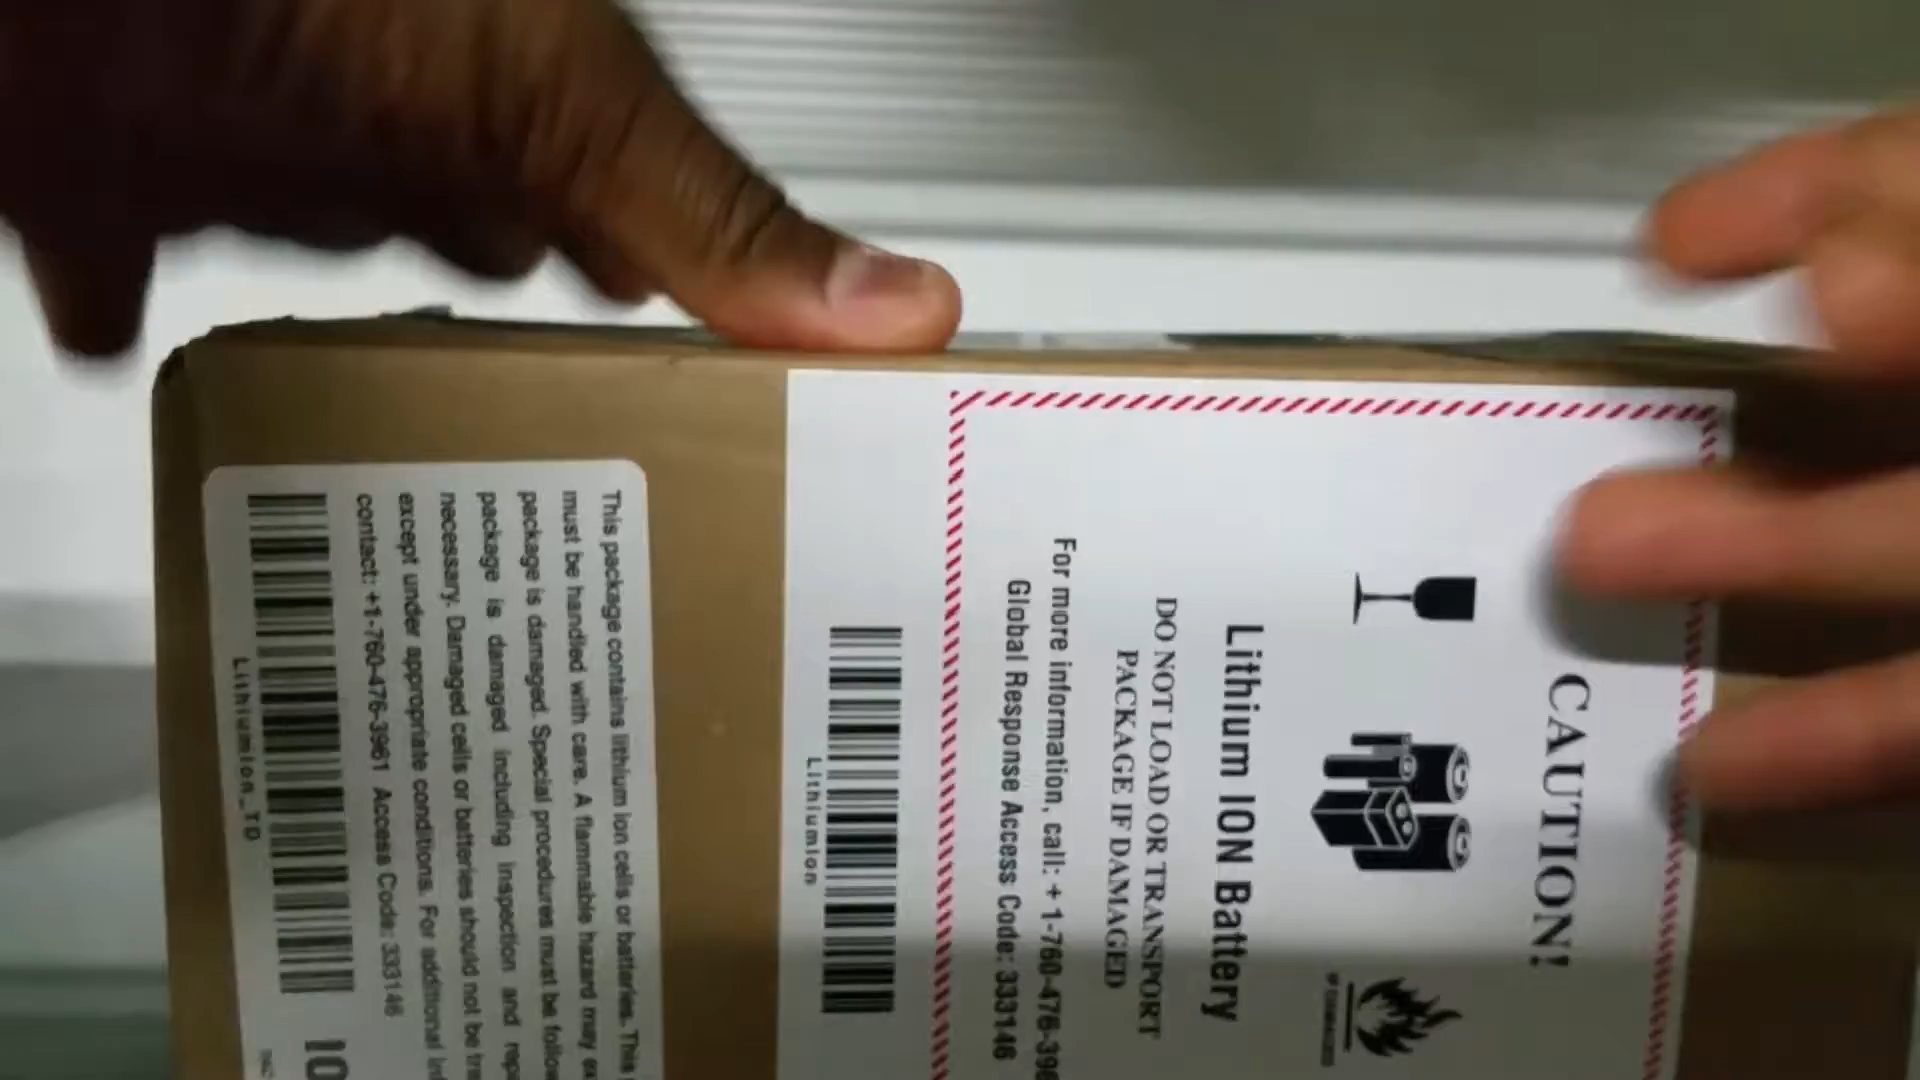 CAUTION!
IF DAMAGED
Lithium ION Battery
DO NOT LOAD OR TRANSPORT
PACKAGE IF DAMAGED
For more information, call: + 1-760-476-396
Global Response Access Code: 333146
LithiumIon
This package contains lithium ion cells or batteries. This
must be handled with care. A flammable hazard may
package is damaged. Special procedures must be
package is damaged including inspection and
necessary. Damaged cells or batteries should not be
except under appropriate conditions. For additional
contact: +1-760-476-3961 Access Code: 333146
LithiumIon_TD
10